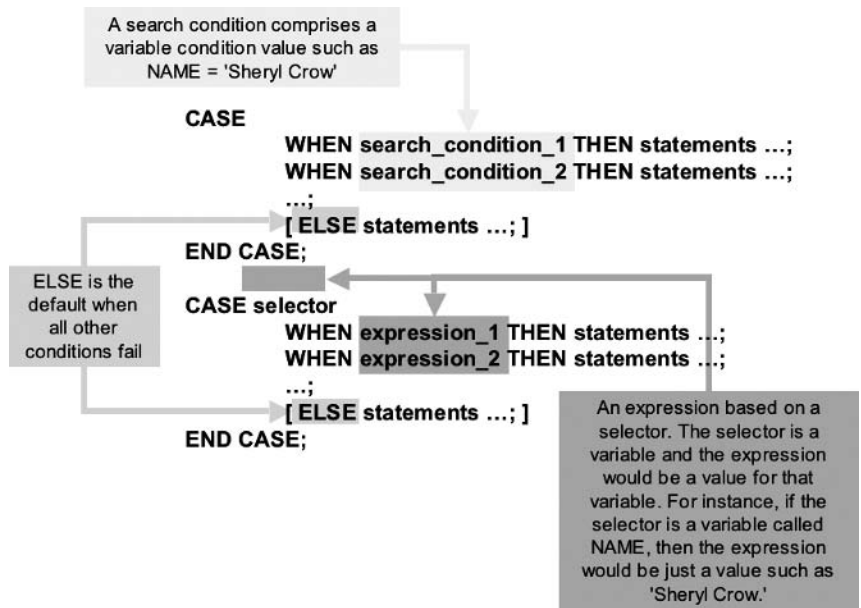 A search condition comprises a
variable condition value such as
NAME = 'Sheryl Crow'
CASE
WHEN search_condition_1 THEN statements …;
WHEN search_condition_2 THEN statements …;
…;
[ ELSE statements …; ]
END CASE;
ELSE is the
default when
all other
conditions fail
CASE selector
WHEN expression_1 THEN statements …;
WHEN expression_2 THEN statements …;
…;
[ ELSE statements …; ]
END CASE;
An expression based on a
selector. The selector is a
variable and the expression
would be a value for that
variable. For instance, if the
selector is a variable called
NAME, then the expression
would be just a value such as
'Sheryl Crow.'